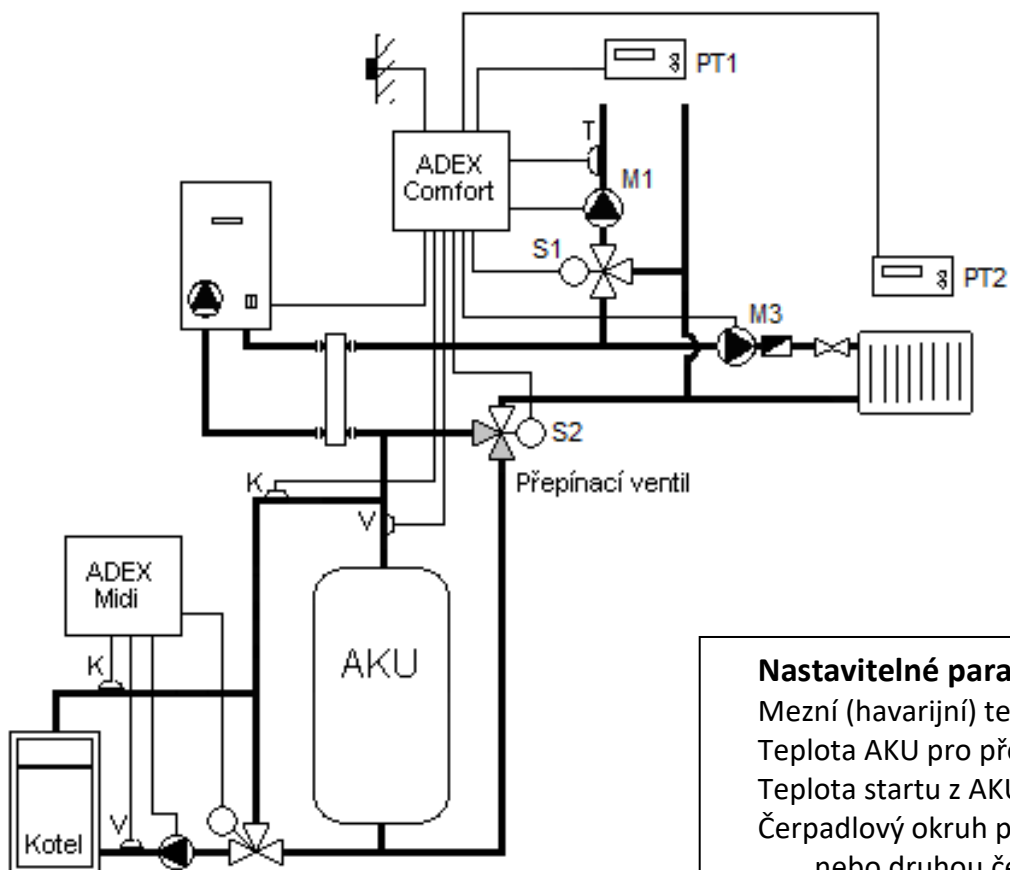 PT1
T
ADEX
Comfort
M1
S1
PT2
M3
S2
Přepínací ventil
K
V
ADEX
Midi
K
AKU
V
Kotel
Nastavitelné para
Mezní (havarijní) te
Teplota AKU pro pře
Teplota startu z AKU
Čerpadlový okruh p
nebo druhou če